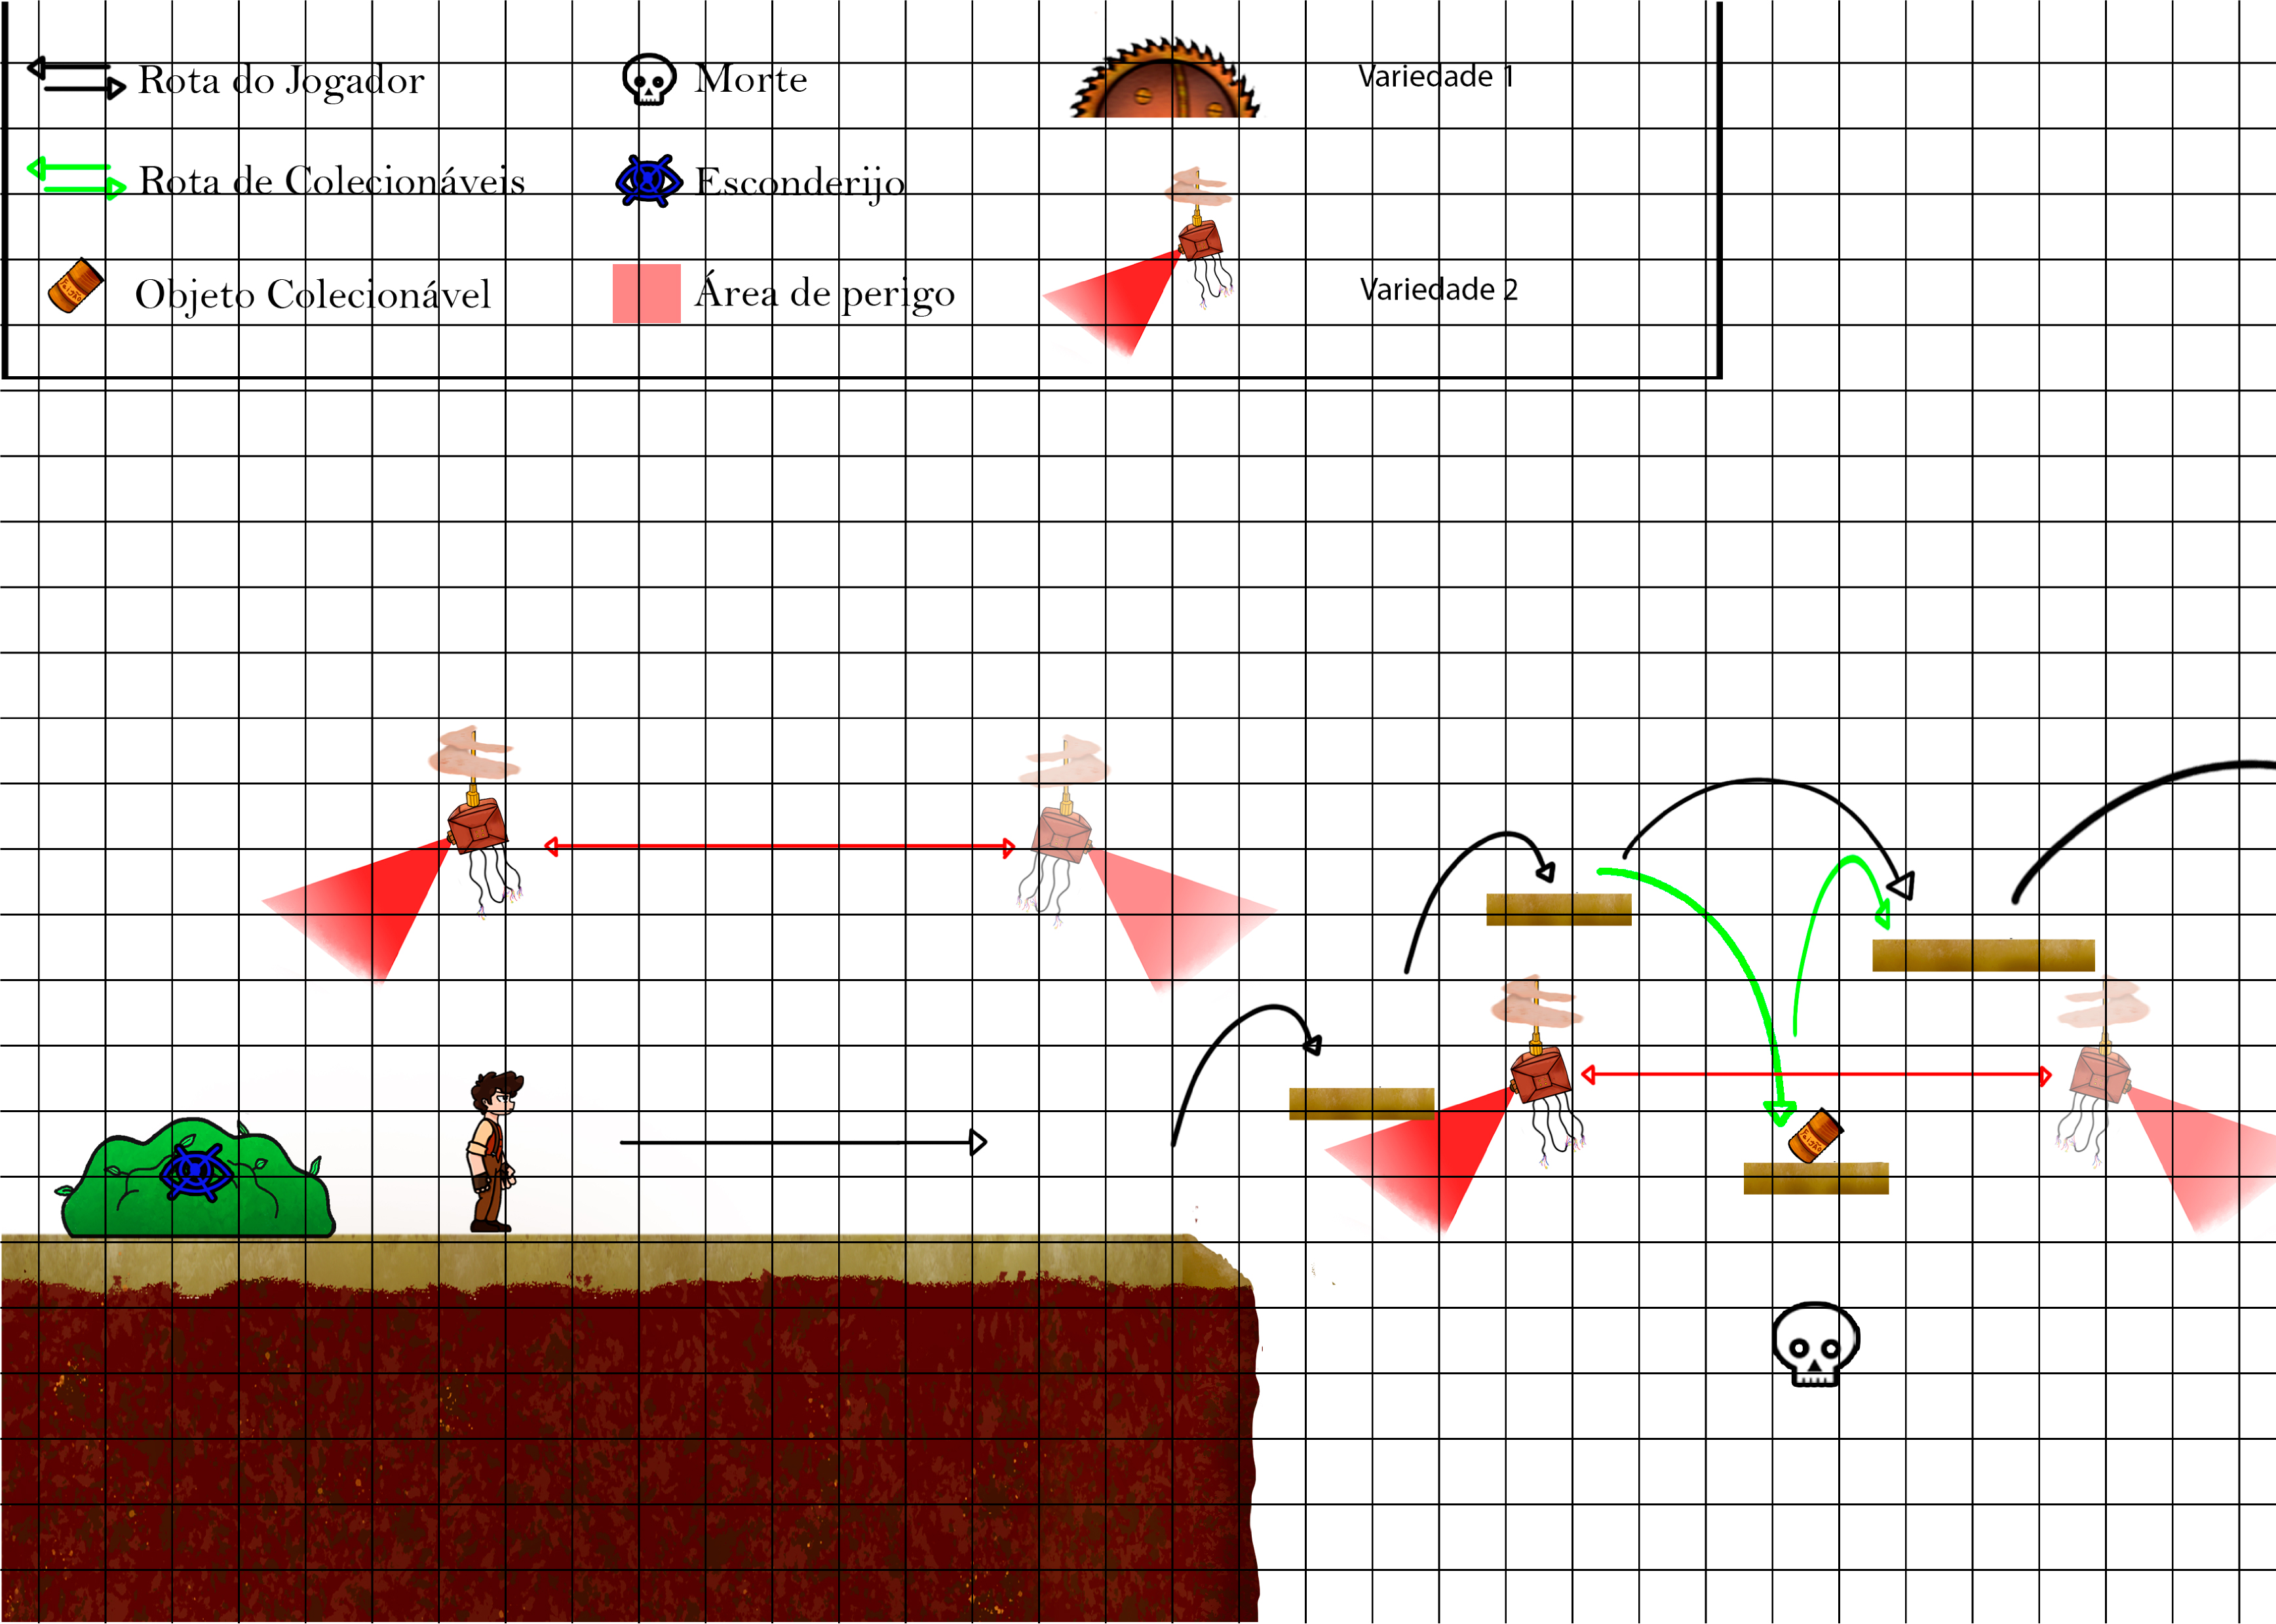 Rota do Jogador
Morte
Variedade 1
Rota de Colecionáveis
Esconderijo
Objeto Colecionável
Área de perigo
Variedade 2